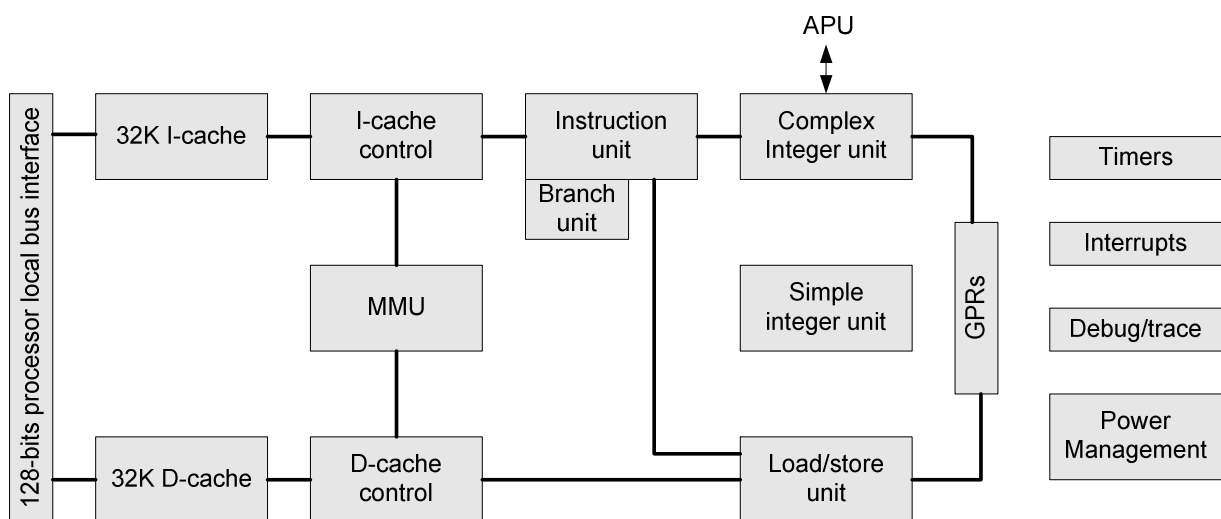 APU
128-bits processor local bus interface
32K I-cache
I-cache
control
Instruction
unit
Branch
unit
Complex
Integer unit
Timers
Interrupts
MMU
Simple
integer unit
GPRs
Debug/trace
Power
Management
32K D-cache
D-cache
control
Load/store
unit